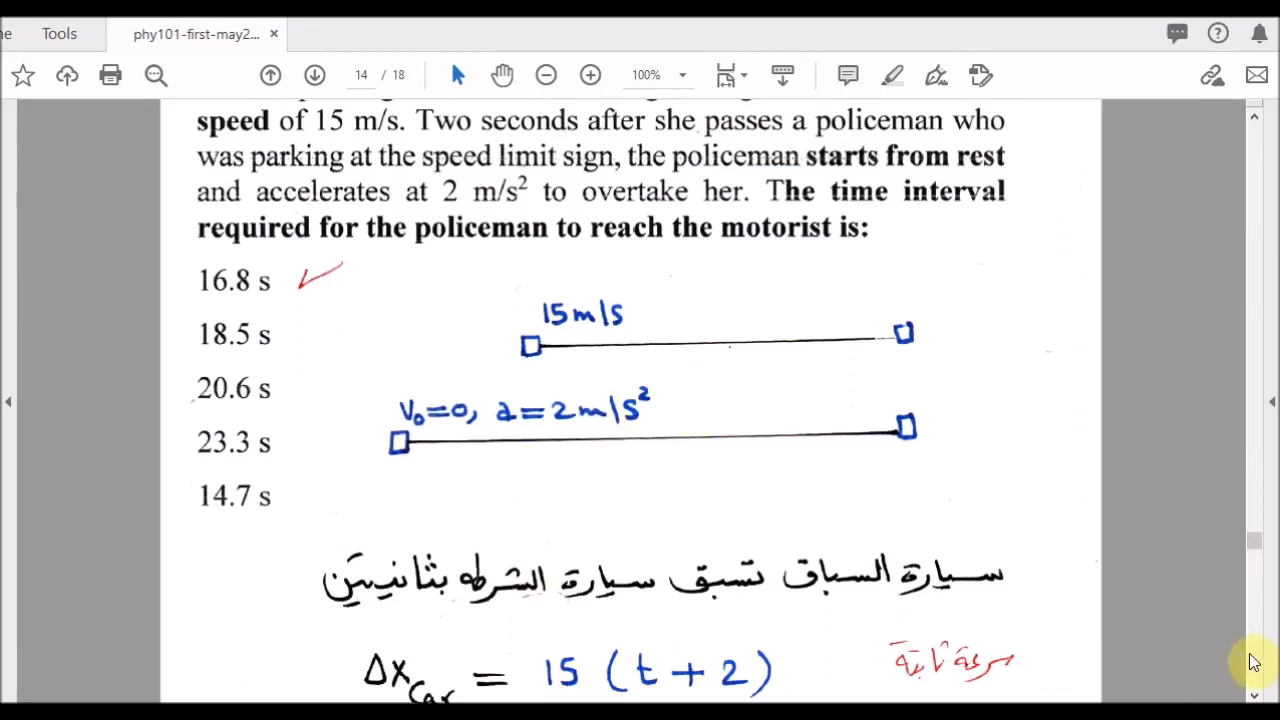 Tools
phy101-first-may2... ×
14 / 18
100%
speed of 15 m/s. Two seconds after she passes a policeman who
was parking at the speed limit sign, the policeman starts from rest
and accelerates at 2 m/s² to overtake her. The time interval
required for the policeman to reach the motorist is:
16.8 s ✓
15 m/s
18.5 s
20.6 s
V₀=0, a=2m/s²
23.3 s
14.7 s
سيارة السباق تسبق سيارة الشرطه بثانيتين
سرعة ثابتة
Δx Car = 15 (t + 2)